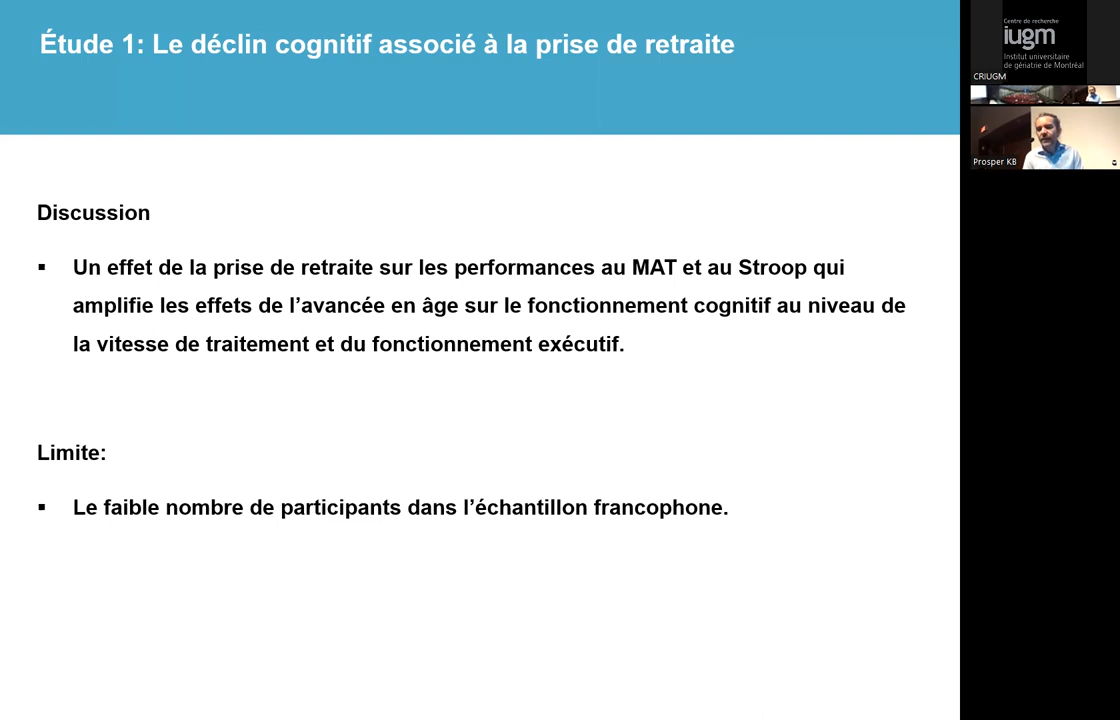 Étude 1: Le déclin cognitif associé à la prise de retraite
Discussion
▪ Un effet de la prise de retraite sur les performances au MAT et au Stroop qui
amplifie les effets de l’avancée en âge sur le fonctionnement cognitif au niveau de
la vitesse de traitement et du fonctionnement exécutif.
Limite:
▪ Le faible nombre de participants dans l’échantillon francophone.
Centre de recherche
iugm
Institut universitaire
de gériatrie de Montréal
CRIUGM
Prosper KB